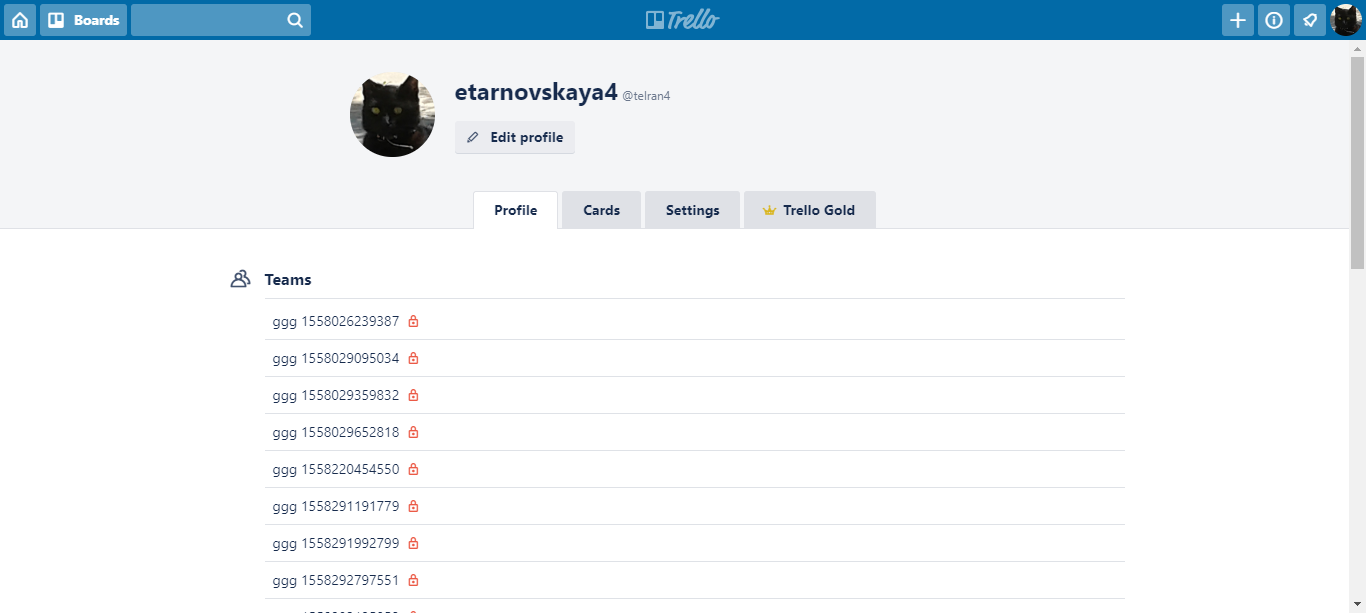 Boards
Trello
etarnovskaya4 @telran4
Edit profile
Profile Cards Settings Trello Gold
Teams
ggg 1558026239387
ggg 1558029095034
ggg 1558029359832
ggg 1558029652818
ggg 1558220454550
ggg 1558291191779
ggg 1558291992799
ggg 1558292797551